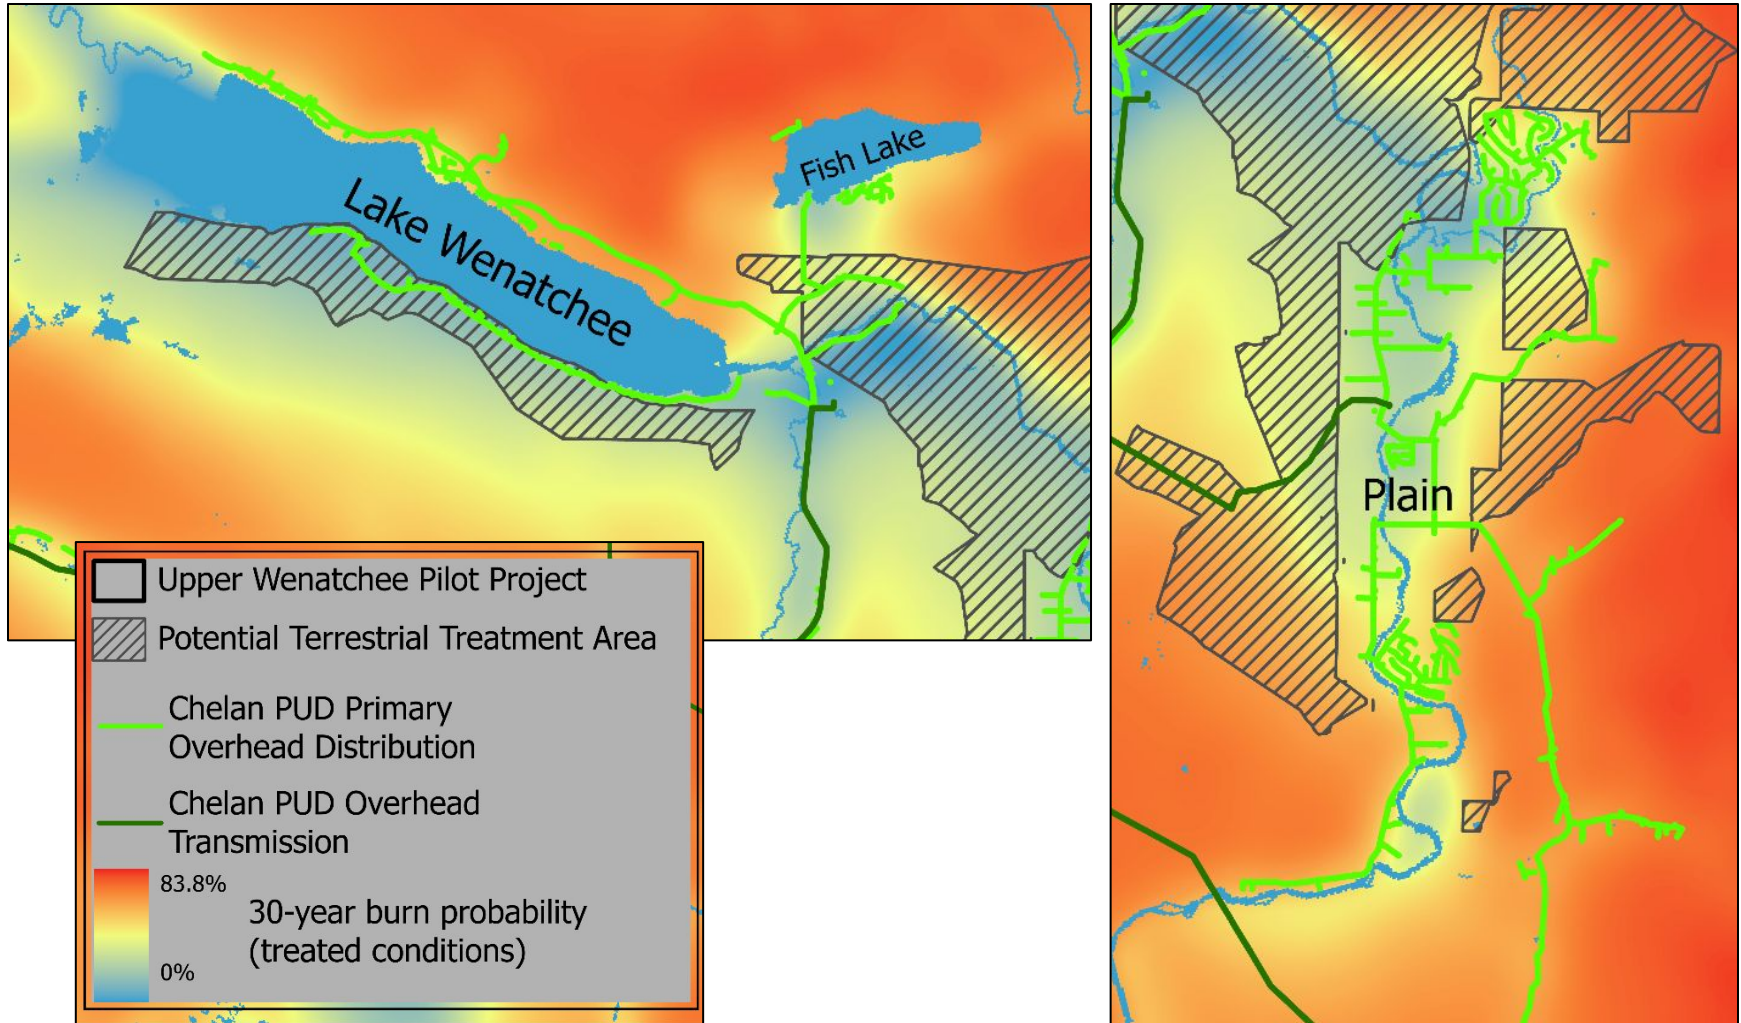 Lake Wenatchee
Fish Lake
Plain
Upper Wenatchee Pilot Project
Potential Terrestrial Treatment Area
Chelan PUD Primary
Overhead Distribution
Chelan PUD Overhead
Transmission
83.8%
30-year burn probability
(treated conditions)
0%